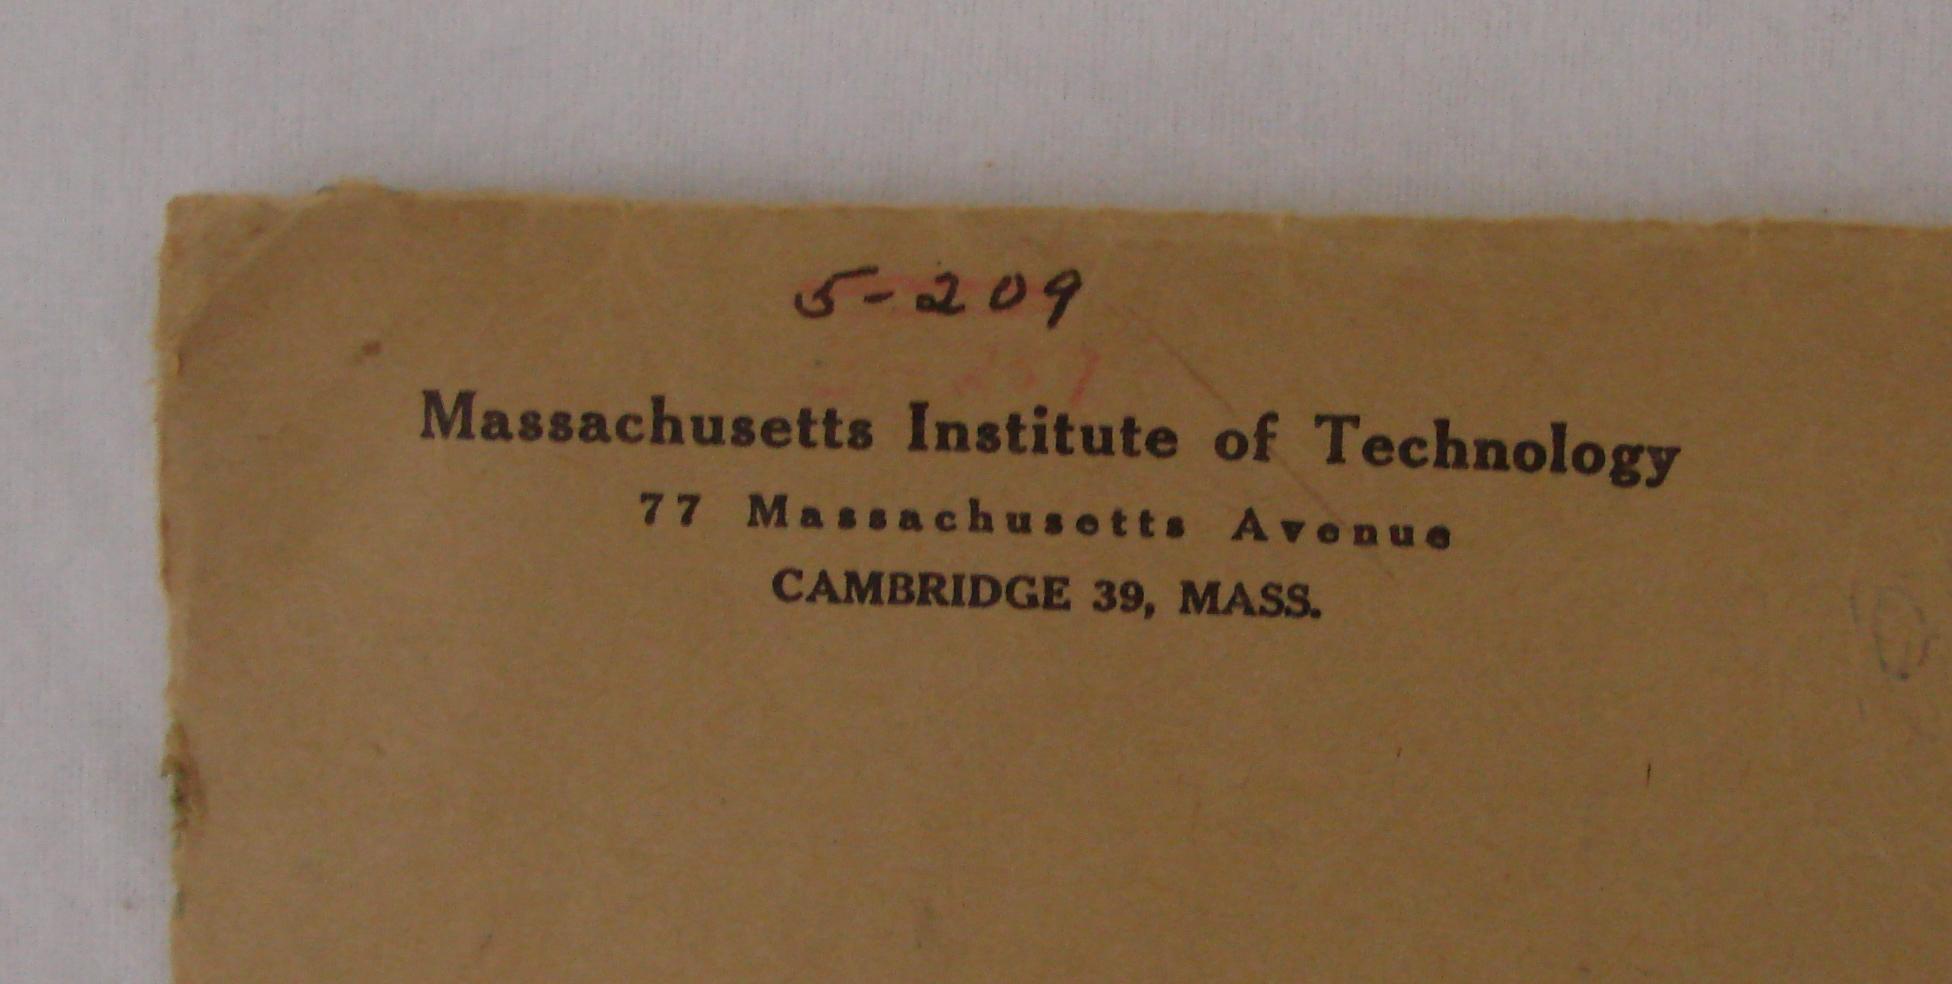 5-209
Massachusetts Institute of Technology
77 Massachusetts Avenue
CAMBRIDGE 39, MASS.